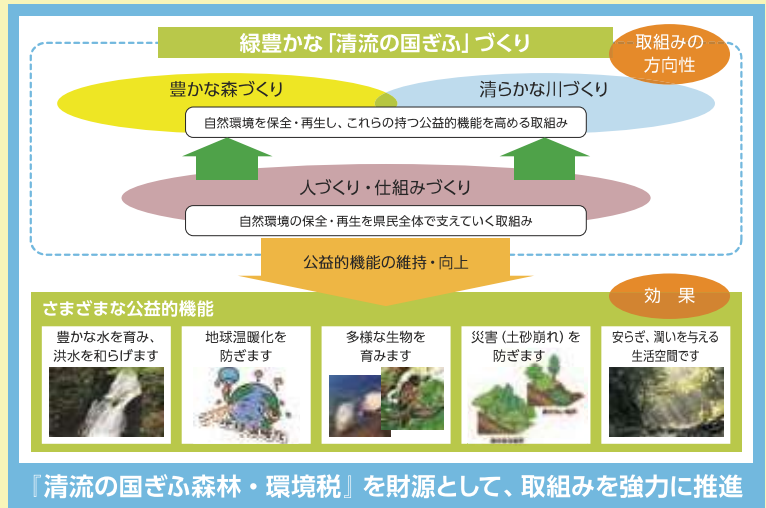 緑豊かな「清流の国ぎふ」づくり
取組みの
方向性
豊かな森づくり
清らかな川づくり
自然環境を保全・再生し、これらの持つ公益的機能を高める取組み
人づくり・仕組みづくり
自然環境の保全・再生を県民全体で支えていく取組み
公益的機能の維持・向上
効 果
さまざまな公益的機能
豊かな水を育み、
洪水を和らげます
地球温暖化を
防ぎます
多様な生物を
育みます
災害（土砂崩れ）を
防ぎます
安らぎ、潤いを与える
生活空間です
『清流の国ぎふ森林・環境税』を財源として、取組みを強力に推進